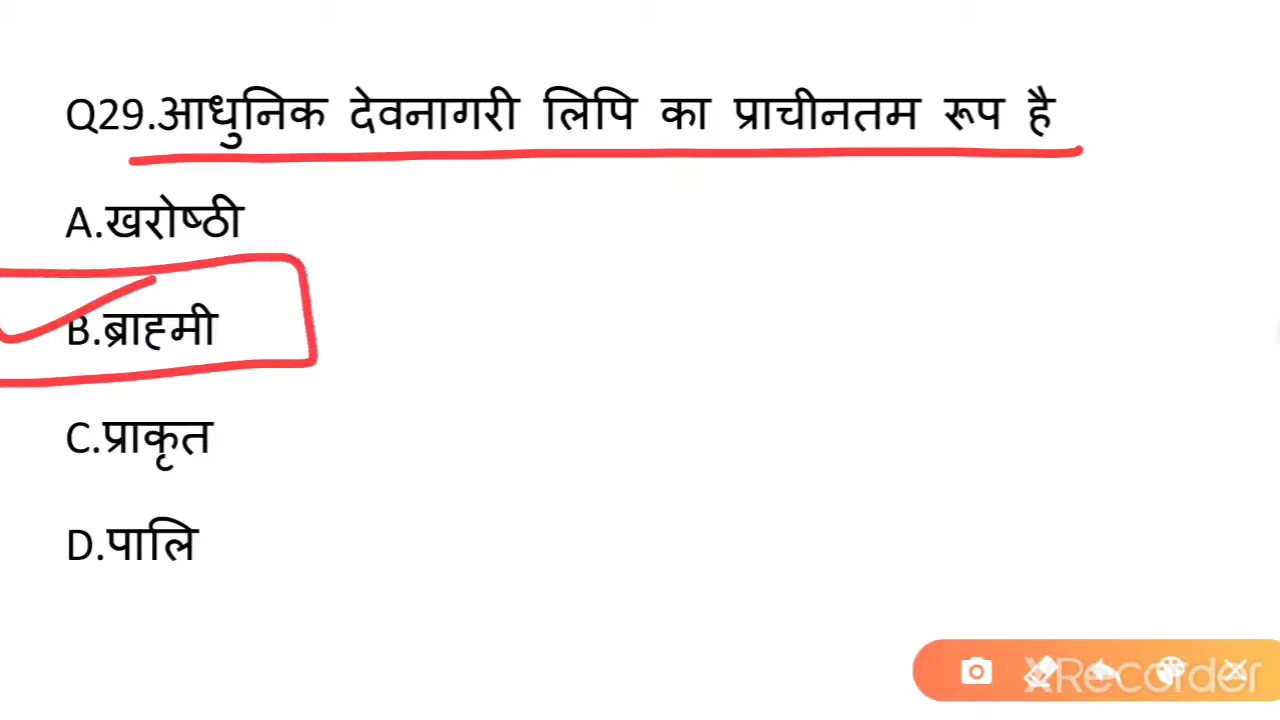 Q29.आधुनिक देवनागरी लिपि का प्राचीनतम रूप है
A.खरोष्ठी
B.ब्राह्मी
C.प्राकृत
D.पालि
XRecorder